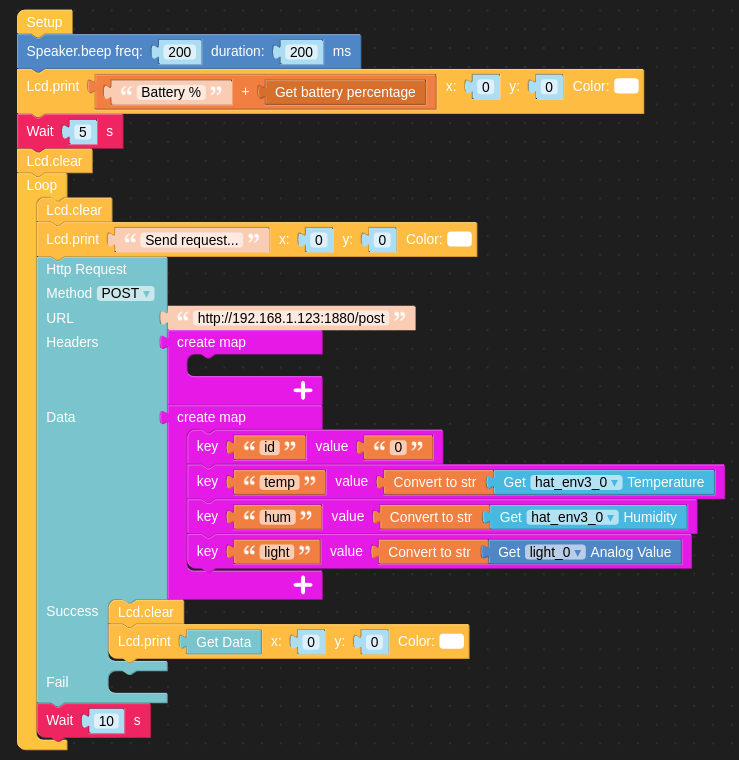 Setup
Speaker.beep freq: 200 duration: 200 ms
Lcd.print “ Battery % ” + Get battery percentage x: 0 y: 0 Color:
Wait 5 s
Lcd.clear
Loop
Lcd.clear
Lcd.print “ Send request... ” x: 0 y: 0 Color:
Http Request
Method POST ▾
URL “ http://192.168.1.123:1880/post ”
Headers create map
+
Data create map
key “ id ” value “ 0 ”
key “ temp ” value Convert to str Get hat_env3_0 ▾ Temperature
key “ hum ” value Convert to str Get hat_env3_0 ▾ Humidity
key “ light ” value Convert to str Get light_0 ▾ Analog Value
+
Success Lcd.clear
Lcd.print Get Data x: 0 y: 0 Color:
Fail
Wait 10 s